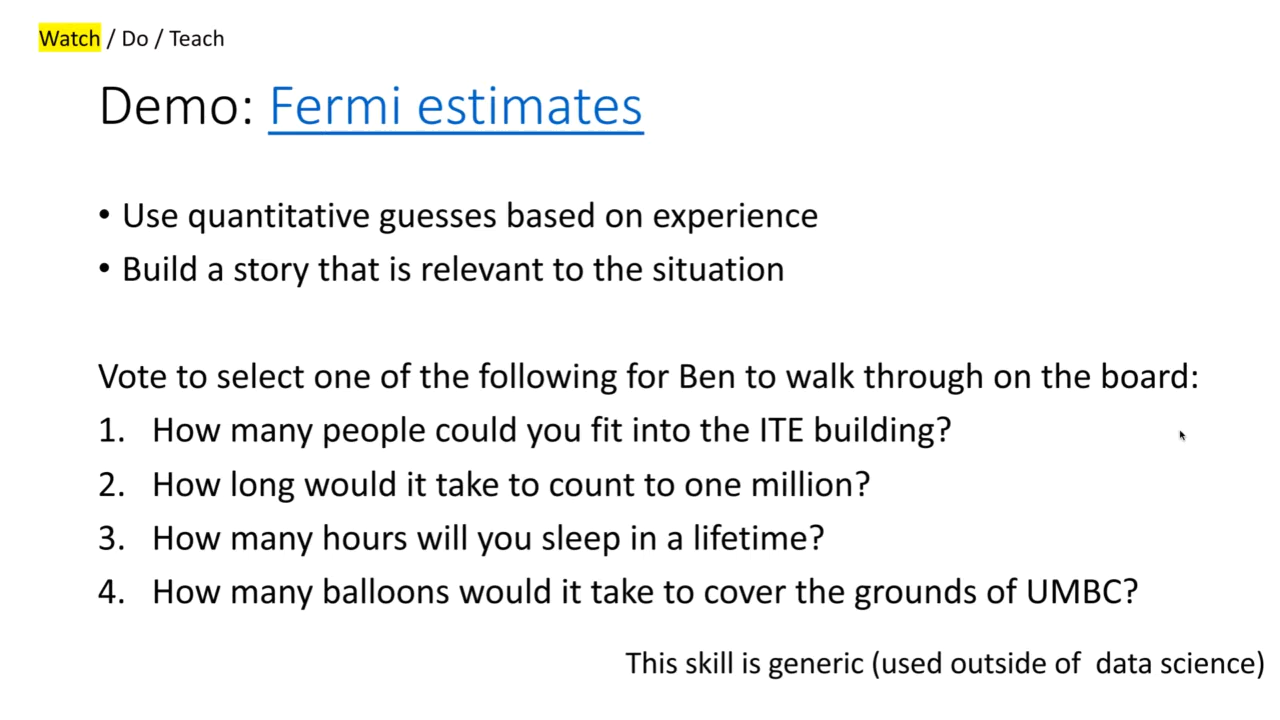 Watch / Do / Teach
Demo: Fermi estimates
• Use quantitative guesses based on experience
• Build a story that is relevant to the situation
Vote to select one of the following for Ben to walk through on the board:
1. How many people could you fit into the ITE building?
2. How long would it take to count to one million?
3. How many hours will you sleep in a lifetime?
4. How many balloons would it take to cover the grounds of UMBC?
This skill is generic (used outside of  data science)